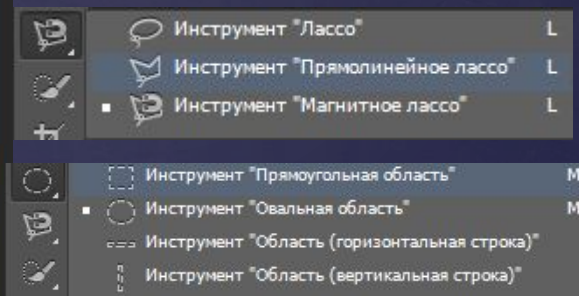 Инструмент "Лассо" L
Инструмент "Прямолинейное лассо" L
Инструмент "Магнитное лассо" L
Инструмент "Прямоугольная область" M
Инструмент "Овальная область" M
Инструмент "Область (горизонтальная строка)"
Инструмент "Область (вертикальная строка)"